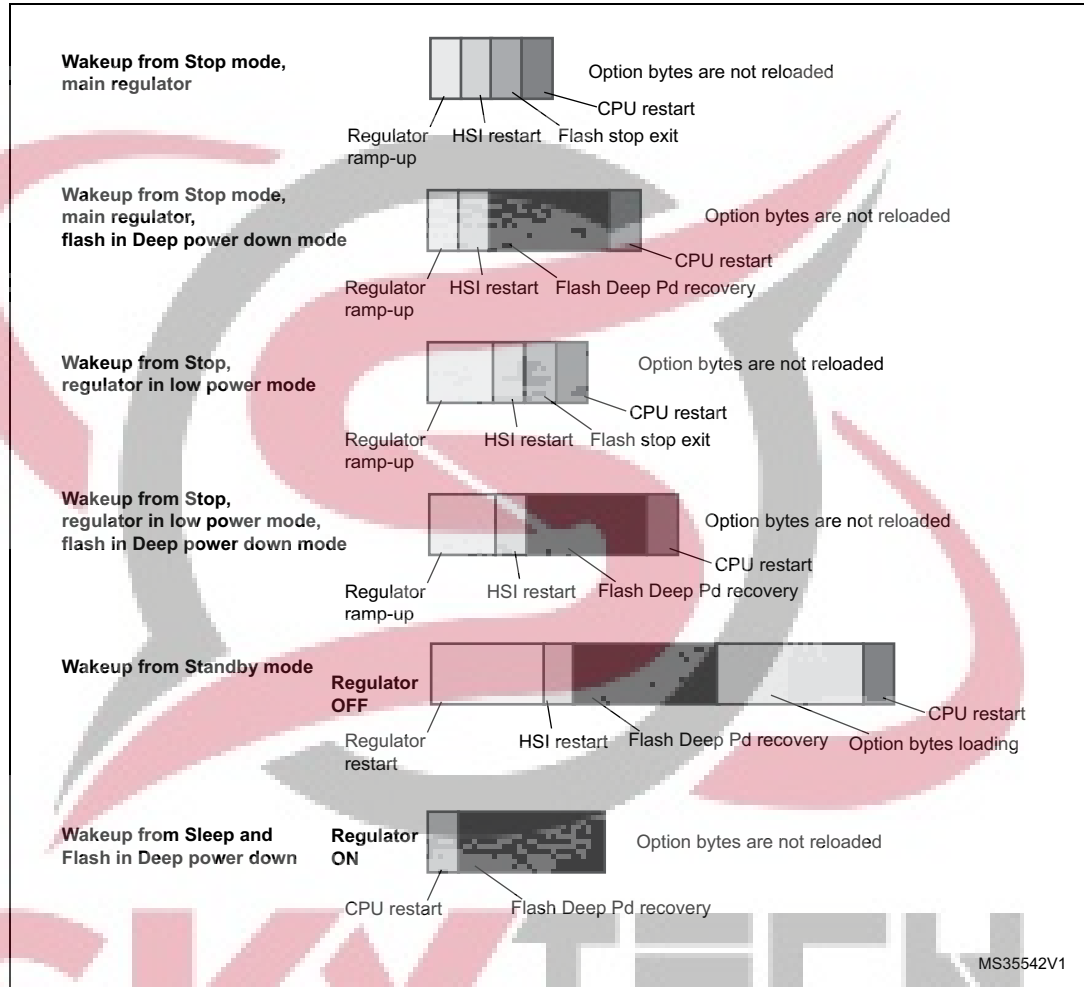 Wakeup from Stop mode,
main regulator
Option bytes are not reloaded
CPU restart
Regulator
ramp-up
HSI restart
Flash stop exit
Wakeup from Stop mode,
main regulator,
flash in Deep power down mode
Option bytes are not reloaded
CPU restart
Regulator
ramp-up
HSI restart
Flash Deep Pd recovery
Wakeup from Stop,
regulator in low power mode
Option bytes are not reloaded
CPU restart
Regulator
ramp-up
HSI restart
Flash stop exit
Wakeup from Stop,
regulator in low power mode,
flash in Deep power down mode
Option bytes are not reloaded
CPU restart
Regulator
ramp-up
HSI restart
Flash Deep Pd recovery
Wakeup from Standby mode
Regulator
OFF
CPU restart
Regulator
restart
HSI restart
Flash Deep Pd recovery
Option bytes loading
Wakeup from Sleep and
Flash in Deep power down
Regulator
ON
Option bytes are not reloaded
CPU restart
Flash Deep Pd recovery
MS35542V1